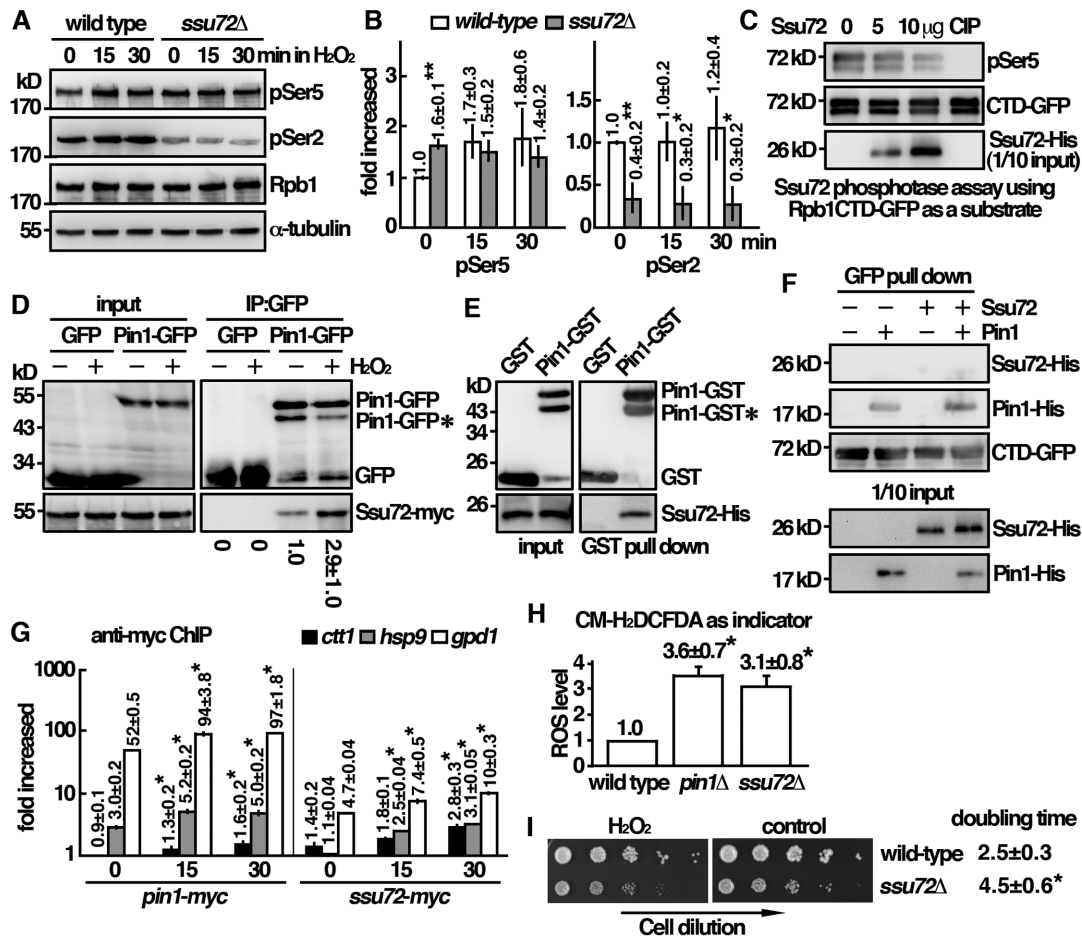 A
wild type ssu72Δ
0 15 30 0 15 30 min in H₂O₂
kD
170 pSer5
170 pSer2
170 Rpb1
55 α-tubulin
B
wild-type ssu72Δ
fold increased
3
2
1
0
1.0 1.6±0.1 ** 1.7±0.3 1.5±0.2 1.8±0.6 1.4±0.2
0 15 30
pSer5
2.0
1.5
1.0
0.5
0.0
1.0 0.4±0.2 ** 1.0±0.2 0.3±0.2 * 1.2±0.4 0.3±0.2 *
0 15 30 min
pSer2
C
Ssu72 0 5 10 µg CIP
72 kD pSer5
72 kD CTD-GFP
26 kD Ssu72-His
(1/10 input)
Ssu72 phosphotase assay using
Rpb1CTD-GFP as a substrate
D
input IP:GFP
GFP Pin1-GFP GFP Pin1-GFP
– + – + – + – + H₂O₂
kD
55 Pin1-GFP
43 Pin1-GFP*
34 GFP
55 Ssu72-myc
0 0 1.0 2.9±1.0
E
GST Pin1-GST GST Pin1-GST
kD
55 Pin1-GST
43 Pin1-GST*
34
26 GST
26 Ssu72-His
input GST pull down
F
GFP pull down
– – + + Ssu72
– + – + Pin1
26 kD Ssu72-His
17 kD Pin1-His
72 kD CTD-GFP
1/10 input
26 kD Ssu72-His
17 kD Pin1-His
G
anti-myc ChIP ctt1 hsp9 gpd1
fold increased
1000
100
10
1
0.9±0.1 3.0±0.2 52±0.5 1.3±0.2* 5.2±0.2* 94±3.8* 1.6±0.2* 5.0±0.2* 97±1.8*
1.4±0.2 1.1±0.04 4.7±0.04 1.8±0.1* 2.5±0.04* 7.4±0.5* 2.8±0.3* 3.1±0.05* 10±0.3*
0 15 30 0 15 30
pin1-myc ssu72-myc
H
CM-H₂DCFDA as indicator
ROS level
4
3
2
1
0
1.0 3.6±0.7* 3.1±0.8*
wild type pin1Δ ssu72Δ
I
H₂O₂ control doubling time
wild-type 2.5±0.3
ssu72Δ 4.5±0.6*
Cell dilution